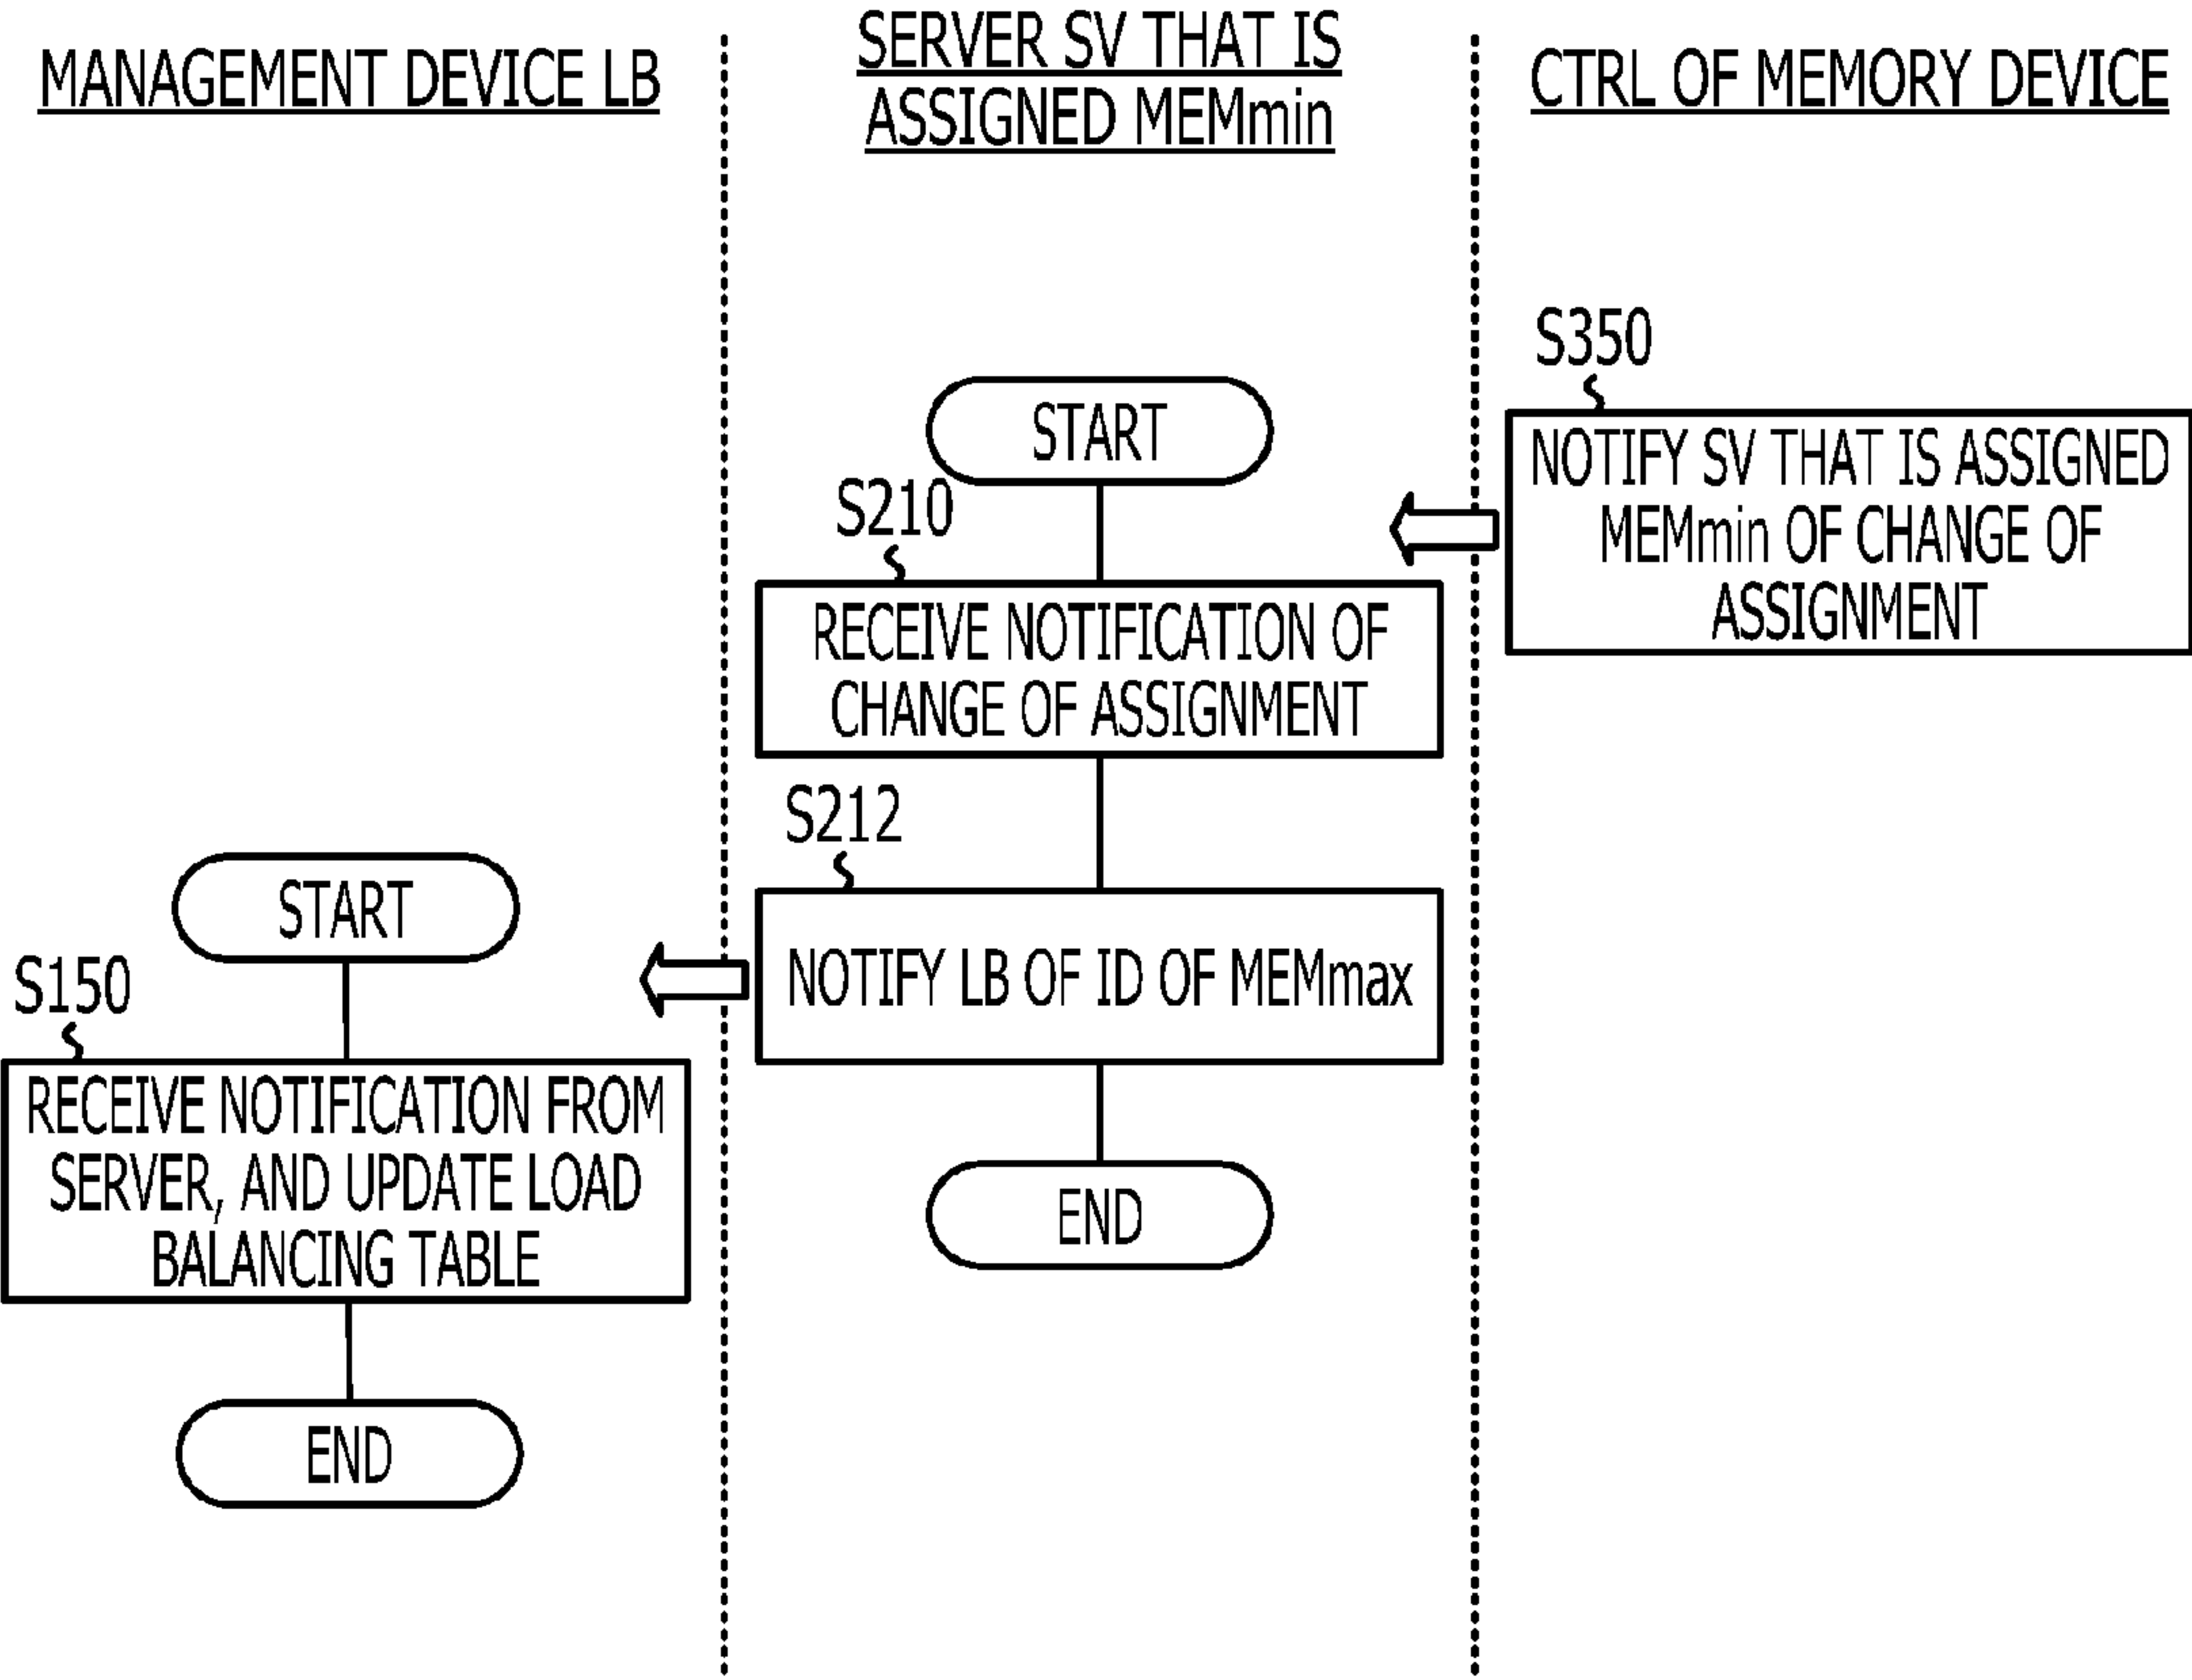 MANAGEMENT DEVICE LB
SERVER SV THAT IS
ASSIGNED MEMmin
CTRL OF MEMORY DEVICE
S350
NOTIFY SV THAT IS ASSIGNED
MEMmin OF CHANGE OF
ASSIGNMENT
START
S210
RECEIVE NOTIFICATION OF
CHANGE OF ASSIGNMENT
S212
NOTIFY LB OF ID OF MEMmax
END
START
S150
RECEIVE NOTIFICATION FROM
SERVER, AND UPDATE LOAD
BALANCING TABLE
END